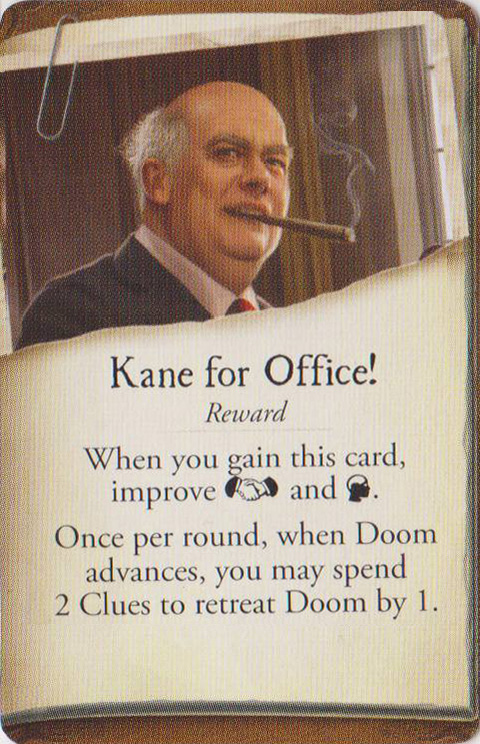 Kane for Office!
Reward
When you gain this card,
improve and .
Once per round, when Doom
advances, you may spend
2 Clues to retreat Doom by 1.